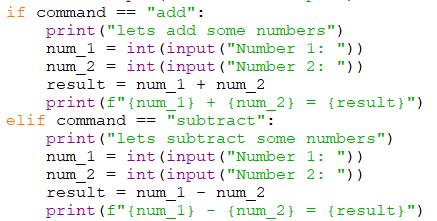 if command == "add":
    print("lets add some numbers")
    num_1 = int(input("Number 1: "))
    num_2 = int(input("Number 2: "))
    result = num_1 + num_2
    print(f"{num_1} + {num_2} = {result}")
elif command == "subtract":
    print("lets subtract some numbers")
    num_1 = int(input("Number 1: "))
    num_2 = int(input("Number 2: "))
    result = num_1 - num_2
    print(f"{num_1} - {num_2} = {result}")